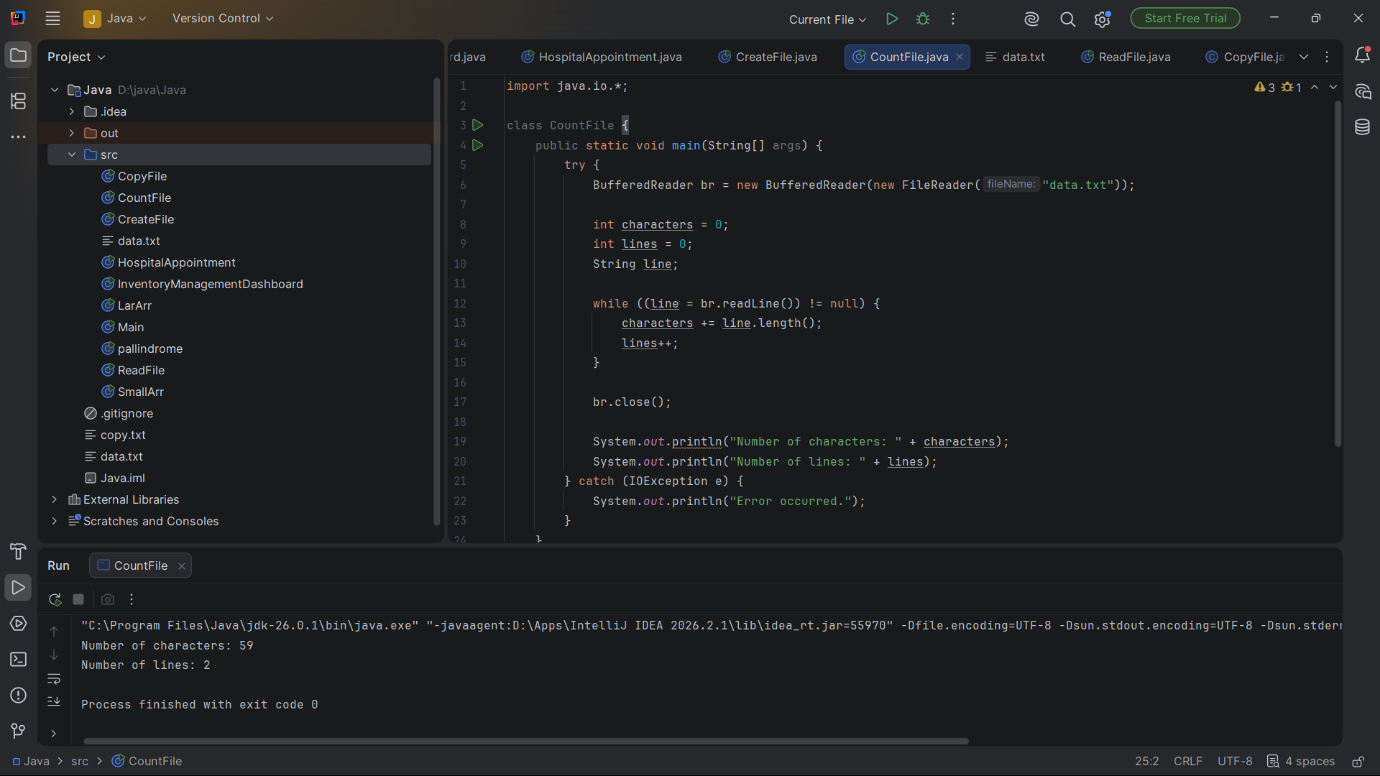 J Java Version Control Current File Start Free Trial
Project
rd.java HospitalAppointment.java CreateFile.java CountFile.java data.txt ReadFile.java CopyFile.ja
Java D:\java\Java
.idea
out
src
CopyFile
CountFile
CreateFile
data.txt
HospitalAppointment
InventoryManagementDashboard
LarArr
Main
pallindrome
ReadFile
SmallArr
.gitignore
copy.txt
data.txt
Java.iml
External Libraries
Scratches and Consoles
3 1
1 import java.io.*;
2
3 class CountFile {
4 public static void main(String[] args) {
5 try {
6 BufferedReader br = new BufferedReader(new FileReader( fileName: "data.txt"));
7
8 int characters = 0;
9 int lines = 0;
10 String line;
11
12 while ((line = br.readLine()) != null) {
13 characters += line.length();
14 lines++;
15 }
16
17 br.close();
18
19 System.out.println("Number of characters: " + characters);
20 System.out.println("Number of lines: " + lines);
21 } catch (IOException e) {
22 System.out.println("Error occurred.");
23 }
24 }
Run CountFile
"C:\Program Files\Java\jdk-26.0.1\bin\java.exe" "-javaagent:D:\Apps\IntelliJ IDEA 2026.2.1\lib\idea_rt.jar=55970" -Dfile.encoding=UTF-8 -Dsun.stdout.encoding=UTF-8 -Dsun.stder
Number of characters: 59
Number of lines: 2
Process finished with exit code 0
Java > src > CountFile 25:2 CRLF UTF-8 4 spaces